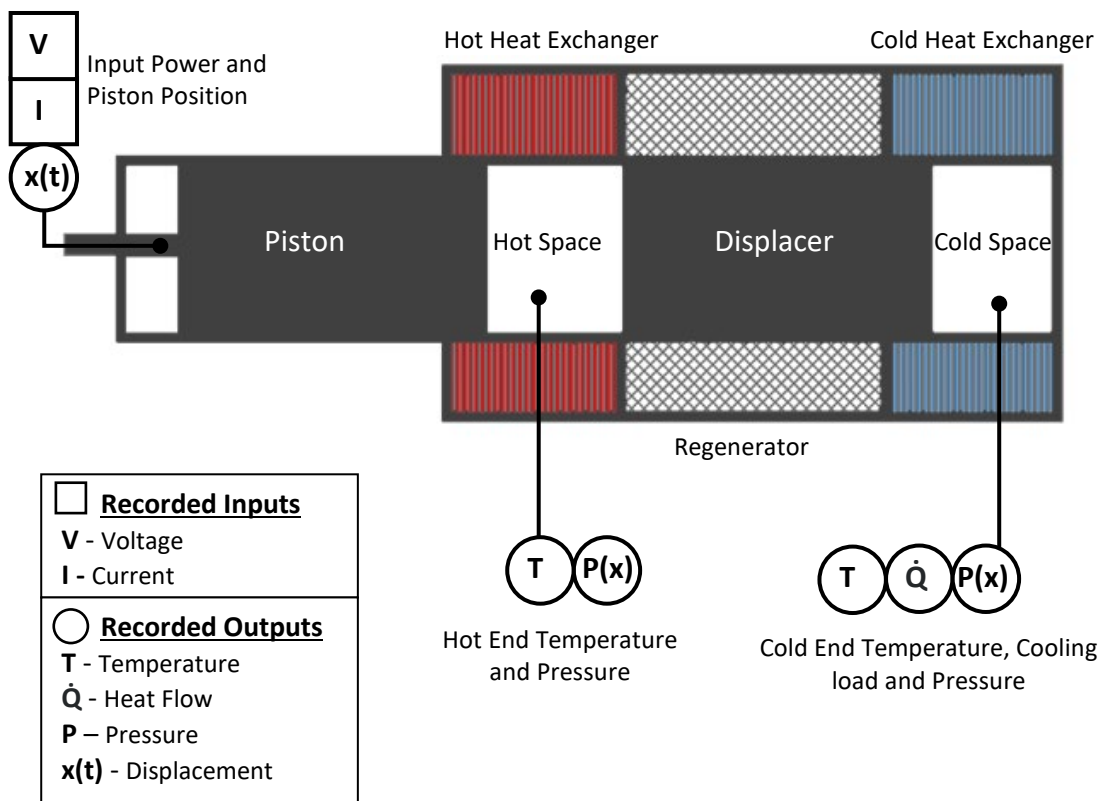 V
I
x(t)
Input Power and
Piston Position
Hot Heat Exchanger
Cold Heat Exchanger
Piston
Hot Space
Displacer
Cold Space
Regenerator
T
P(x)
Hot End Temperature
and Pressure
T
Q̇
P(x)
Cold End Temperature, Cooling
load and Pressure
Recorded Inputs
V - Voltage
I - Current
Recorded Outputs
T - Temperature
Q̇ - Heat Flow
P – Pressure
x(t) - Displacement